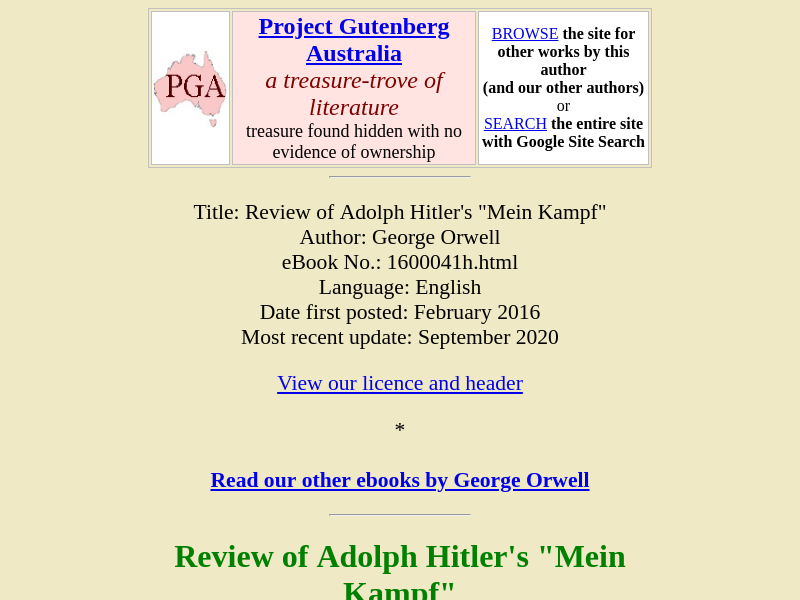 PGA
Project Gutenberg
Australia
a treasure-trove of
literature
treasure found hidden with no
evidence of ownership
BROWSE the site for
other works by this
author
(and our other authors)
or
SEARCH the entire site
with Google Site Search
Title: Review of Adolph Hitler's "Mein Kampf"
Author: George Orwell
eBook No.: 1600041h.html
Language: English
Date first posted: February 2016
Most recent update: September 2020
View our licence and header
*
Read our other ebooks by George Orwell
Review of Adolph Hitler's "Mein
Kampf"